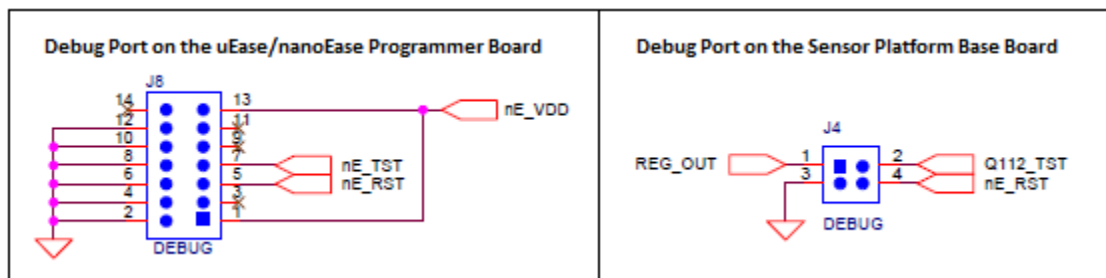 Debug Port on the uEase/nanoEase Programmer Board
J8
14 13
12 11
10 9
8 7
6 5
4 3
2 1
nE_VDD
nE_TST
nE_RST
DEBUG
Debug Port on the Sensor Platform Base Board
J4
REG_OUT 1 2 Q112_TST
3 4 nE_RST
DEBUG